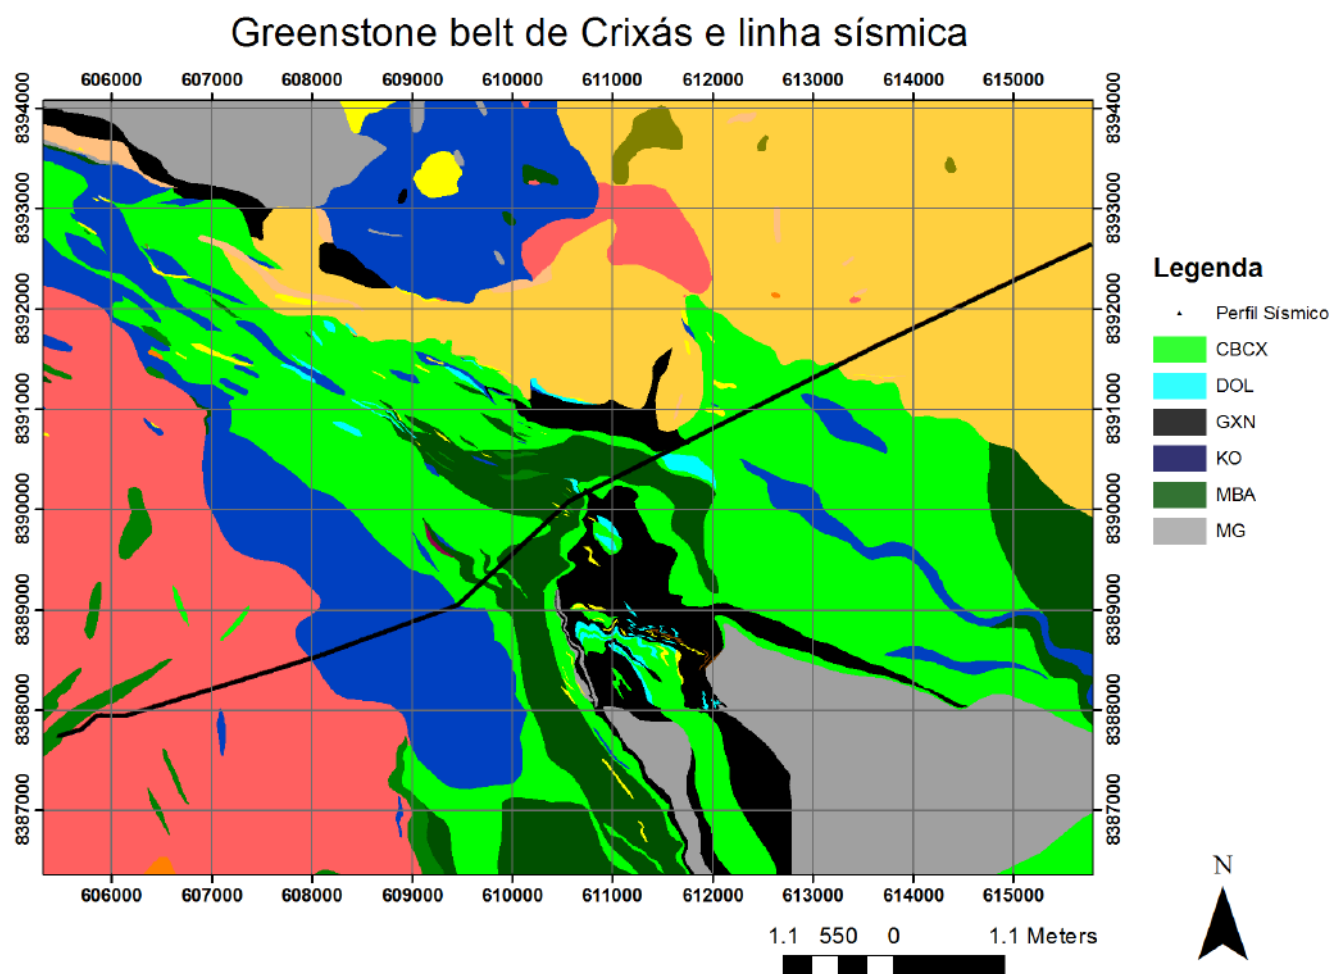 Greenstone belt de Crixás e linha sísmica
606000 607000 608000 609000 610000 611000 612000 613000 614000 615000
8394000 8394000
8393000 8393000
8392000 8392000
8391000 8391000
8390000 8390000
8389000 8389000
8388000 8388000
8387000 8387000
606000 607000 608000 609000 610000 611000 612000 613000 614000 615000
Legenda
Perfil Sísmico
CBCX
DOL
GXN
KO
MBA
MG
N
1.1 550 0 1.1 Meters